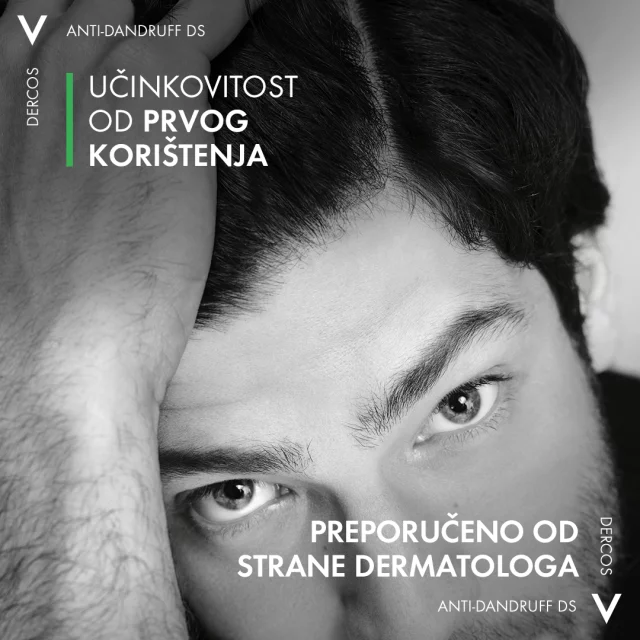 V ANTI-DANDRUFF DS
DERCOS
UČINKOVITOST
OD PRVOG
KORIŠTENJA
PREPORUČENO OD
STRANE DERMATOLOGA
DERCOS
ANTI-DANDRUFF DS V